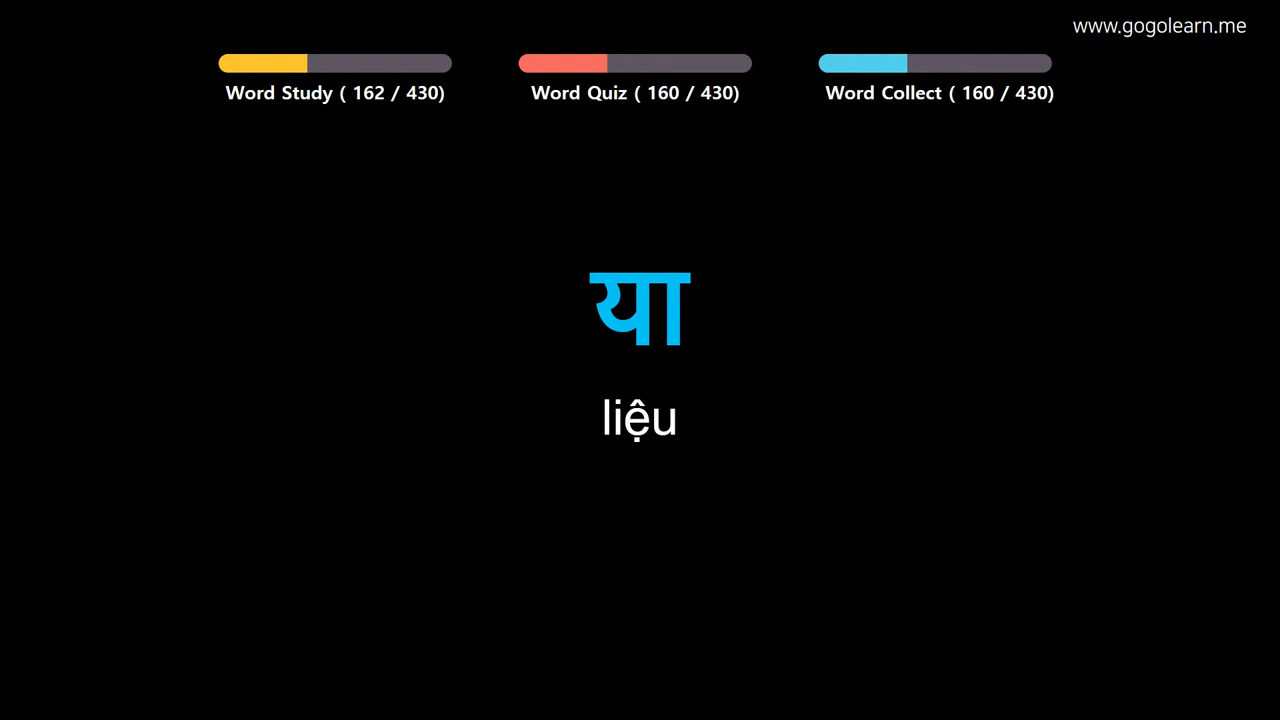 www.gogolearn.me
Word Study ( 162 / 430)
Word Quiz ( 160 / 430)
Word Collect ( 160 / 430)
या
liệu